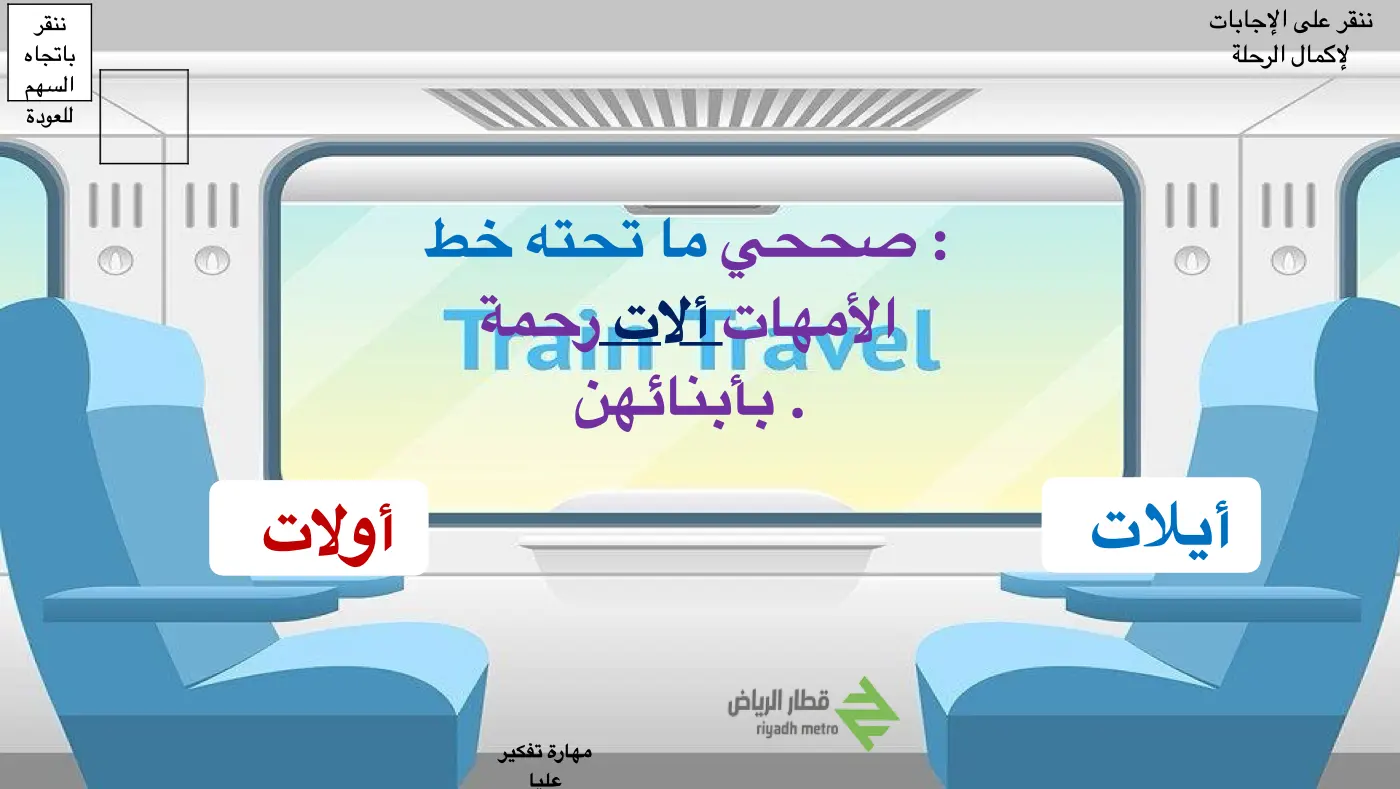 ننقر على الإجابات
لإكمال الرحلة
ننقر
باتجاه
السهم
للعودة
صححي ما تحته خط :
الأمهات ألات رحمة
بأبنائهن .
Train Travel
أيلات
أولات
قطار الرياض
riyadh metro
مهارة تفكير
عليا